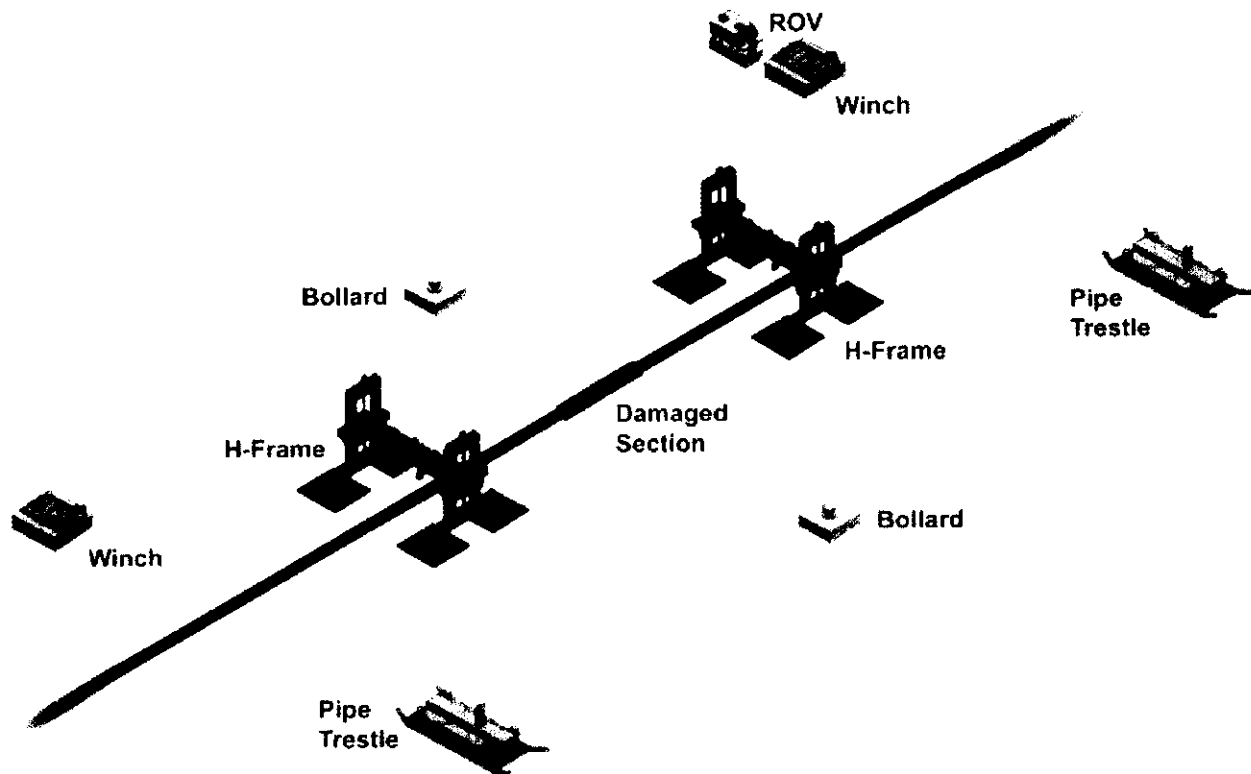 ROV
Winch
Bollard
Pipe
Trestle
H-Frame
Damaged
Section
H-Frame
Bollard
Winch
Pipe
Trestle